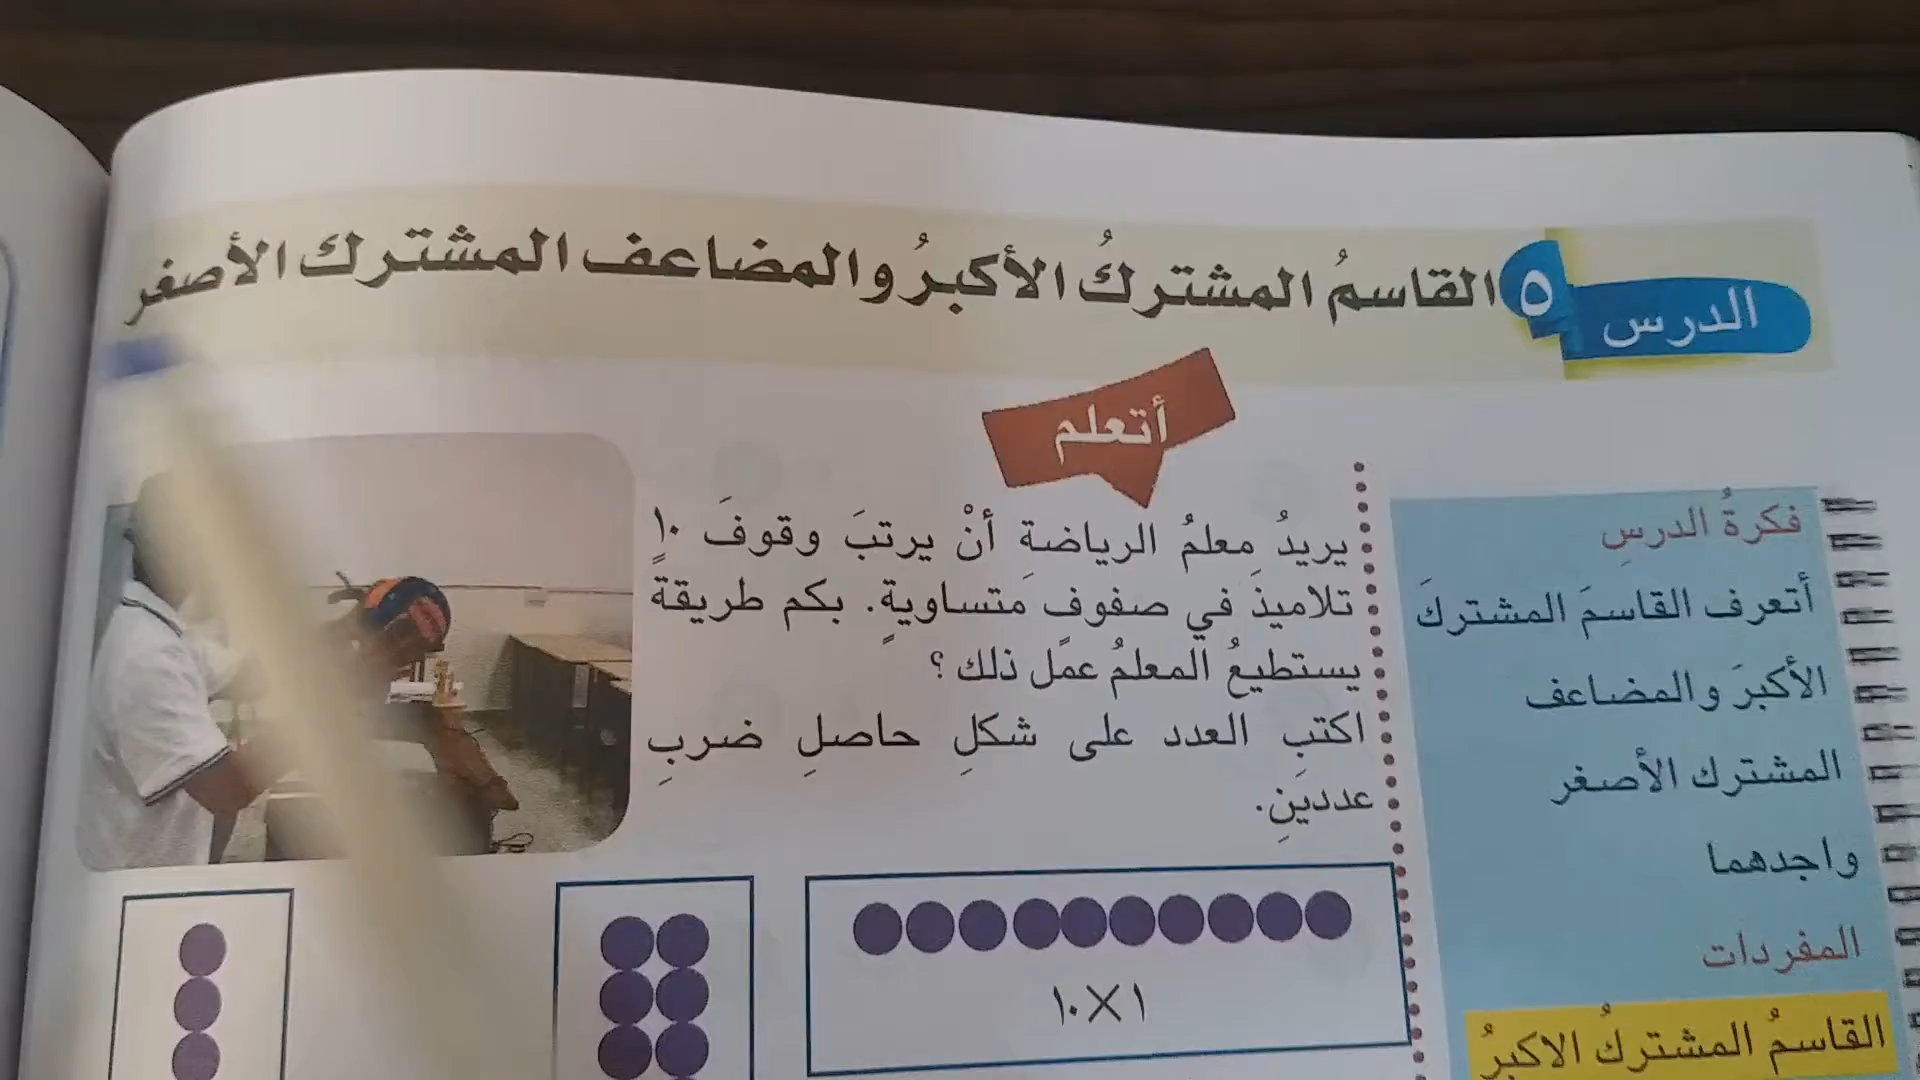 الدرس ٥ القاسمُ المشتركُ الأكبرُ والمضاعف المشترك الأصغر
فكرةُ الدرسِ
أتعرف القاسمَ المشتركَ
الأكبرَ والمضاعف
المشترك الأصغر
واجدهما
المفردات
القاسمُ المشتركُ الاكبرُ
أتعلم
يريدُ معلمُ الرياضةِ أنْ يرتبَ وقوفَ ١٠
تلاميذَ في صفوف متساويةٍ. بكم طريقةٍ
يستطيعُ المعلمُ عمَل ذلك ؟
اكتبِ العدد على شكلِ حاصلِ ضربِ
عددينِ.
١ × ١٠